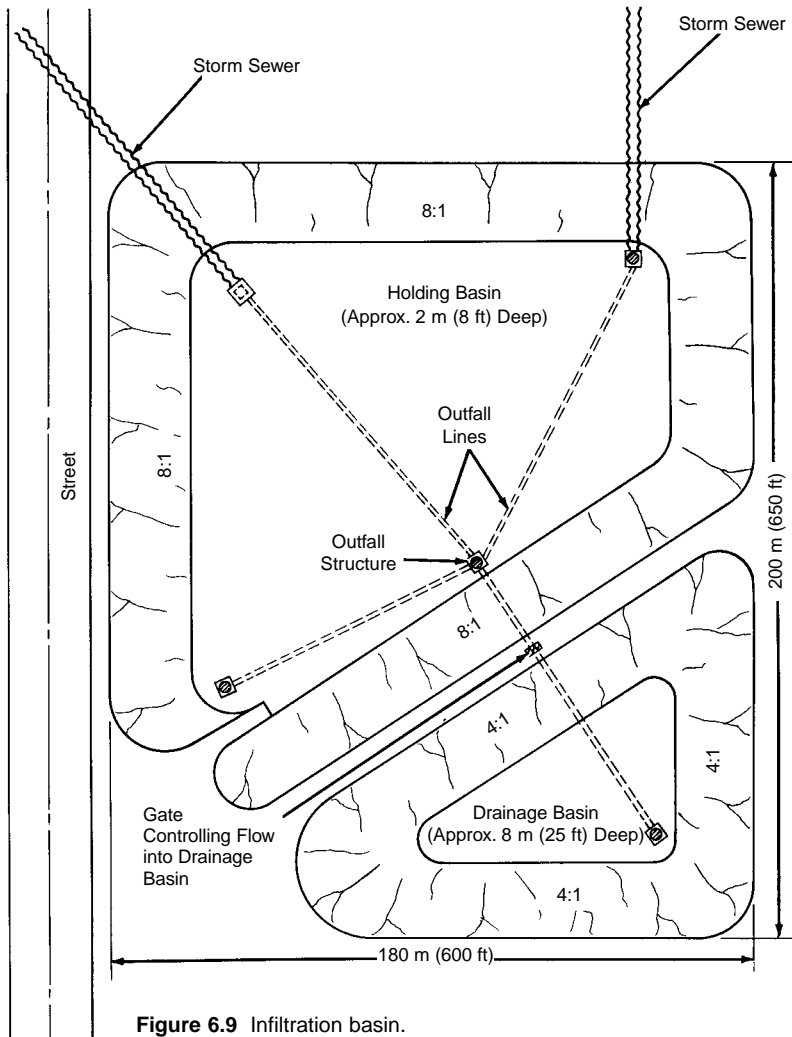 Storm Sewer
Storm Sewer
8:1
Holding Basin
(Approx. 2 m (8 ft) Deep)
Outfall
Lines
8:1
Street
Outfall
Structure
200 m (650 ft)
8:1
4:1
4:1
Gate
Controlling Flow
into Drainage
Basin
Drainage Basin
(Approx. 8 m (25 ft) Deep)
4:1
180 m (600 ft)
Figure 6.9 Infiltration basin.